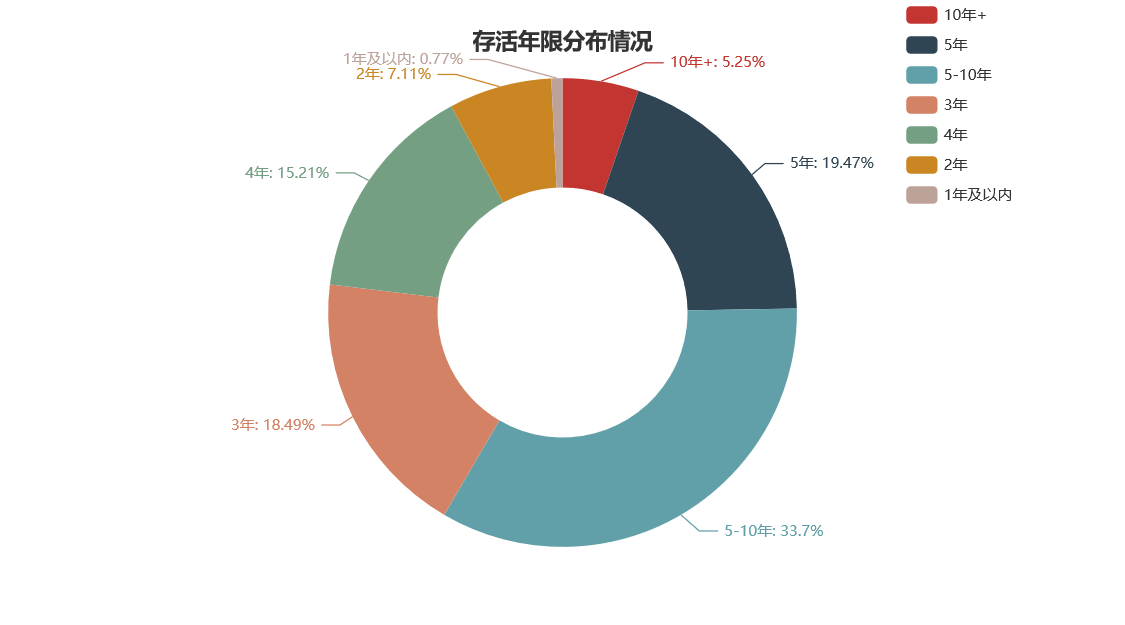 存活年限分布情况
1年及以内: 0.77%
2年: 7.11%
10年+: 5.25%
5年: 19.47%
4年: 15.21%
3年: 18.49%
5-10年: 33.7%
10年+
5年
5-10年
3年
4年
2年
1年及以内